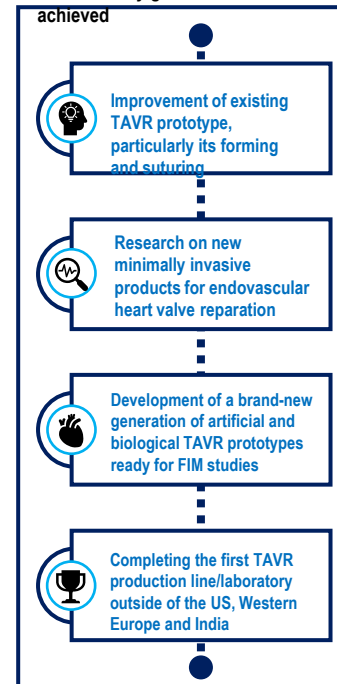 achieved
Improvement of existing
TAVR prototype,
particularly its forming
and suturing
Research on new
minimally invasive
products for endovascular
heart valve reparation
Development of a brand-new
generation of artificial and
biological TAVR prototypes
ready for FIM studies
Completing the first TAVR
production line/laboratory
outside of the US, Western
Europe and India